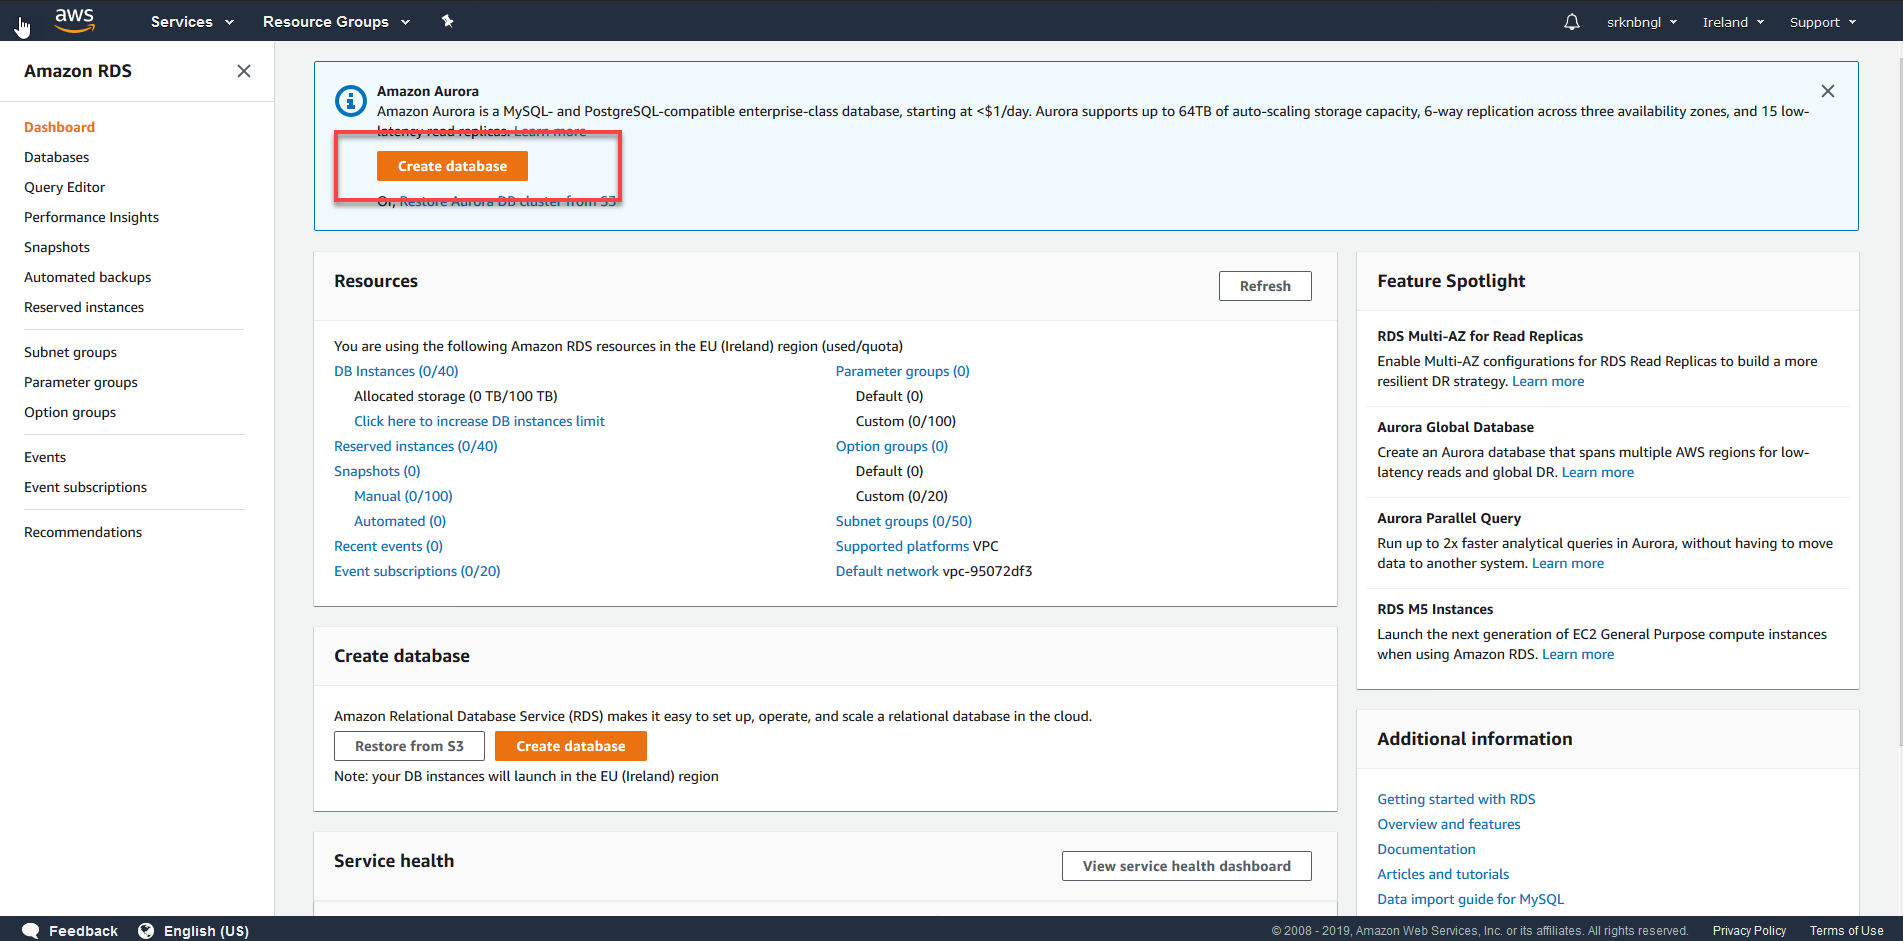 aws
Services
Resource Groups
srknbngl
Ireland
Support
Amazon RDS
Dashboard
Databases
Query Editor
Performance Insights
Snapshots
Automated backups
Reserved instances
Subnet groups
Parameter groups
Option groups
Events
Event subscriptions
Recommendations
Amazon Aurora
Amazon Aurora is a MySQL- and PostgreSQL-compatible enterprise-class database, starting at <$1/day. Aurora supports up to 64TB of auto-scaling storage capacity, 6-way replication across three availability zones, and 15 low-
latency read replicas. Learn more
Create database
Or, Restore Aurora DB cluster from S3
Resources
Refresh
You are using the following Amazon RDS resources in the EU (Ireland) region (used/quota)
DB Instances (0/40)
Allocated storage (0 TB/100 TB)
Click here to increase DB instances limit
Reserved instances (0/40)
Snapshots (0)
Manual (0/100)
Automated (0)
Recent events (0)
Event subscriptions (0/20)
Parameter groups (0)
Default (0)
Custom (0/100)
Option groups (0)
Default (0)
Custom (0/20)
Subnet groups (0/50)
Supported platforms VPC
Default network vpc-95072df3
Create database
Amazon Relational Database Service (RDS) makes it easy to set up, operate, and scale a relational database in the cloud.
Restore from S3
Create database
Note: your DB instances will launch in the EU (Ireland) region
Service health
View service health dashboard
Feature Spotlight
RDS Multi-AZ for Read Replicas
Enable Multi-AZ configurations for RDS Read Replicas to build a more
resilient DR strategy. Learn more
Aurora Global Database
Create an Aurora database that spans multiple AWS regions for low-
latency reads and global DR. Learn more
Aurora Parallel Query
Run up to 2x faster analytical queries in Aurora, without having to move
data to another system. Learn more
RDS M5 Instances
Launch the next generation of EC2 General Purpose compute instances
when using Amazon RDS. Learn more
Additional information
Getting started with RDS
Overview and features
Documentation
Articles and tutorials
Data import guide for MySQL
Feedback
English (US)
© 2008 - 2019, Amazon Web Services, Inc. or its affiliates. All rights reserved.
Privacy Policy
Terms of Use